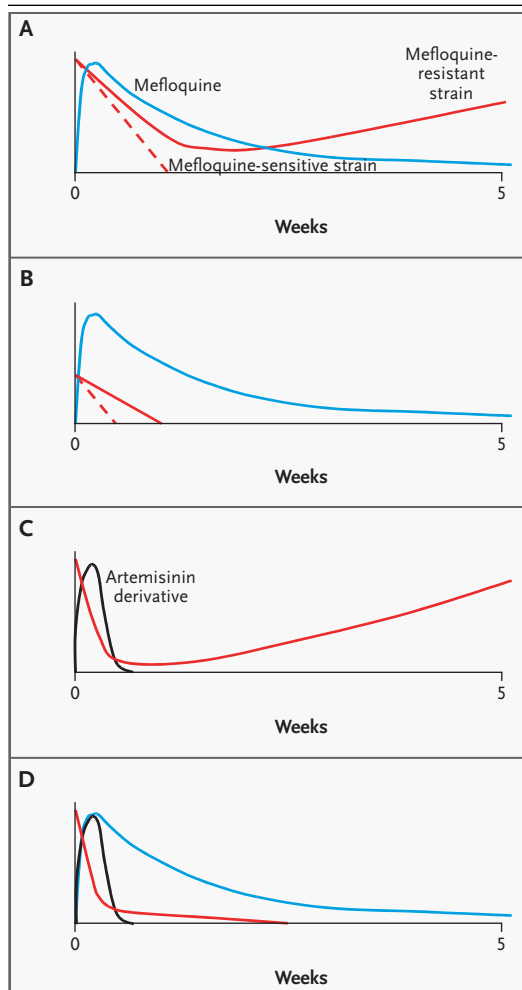 A
Mefloquine-
resistant
strain
Mefloquine
Mefloquine-sensitive strain
0
5
Weeks
B
0
5
Weeks
C
Artemisinin
derivative
0
5
Weeks
D
0
5
Weeks